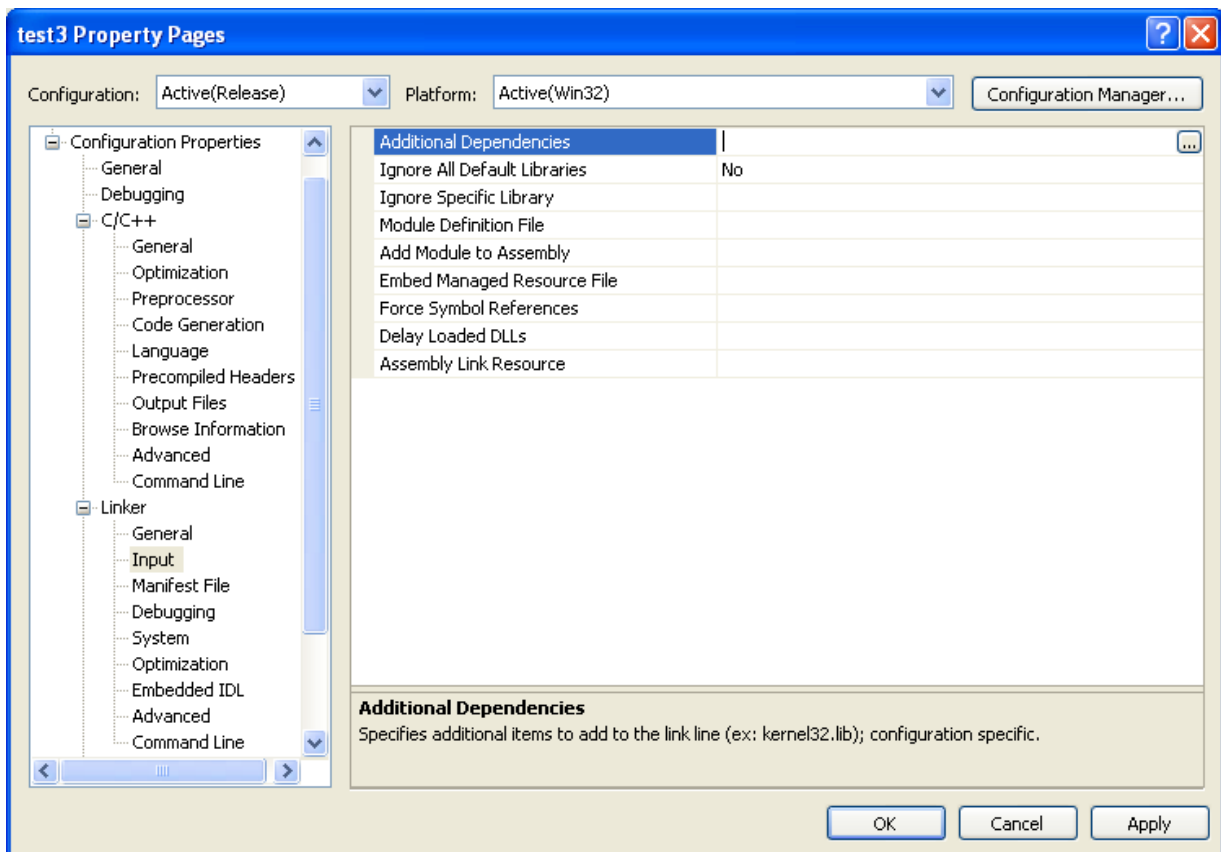 test3 Property Pages
Configuration: Active(Release) Platform: Active(Win32) Configuration Manager...
Configuration Properties
General
Debugging
C/C++
General
Optimization
Preprocessor
Code Generation
Language
Precompiled Headers
Output Files
Browse Information
Advanced
Command Line
Linker
General
Input
Manifest File
Debugging
System
Optimization
Embedded IDL
Advanced
Command Line
Additional Dependencies ...
Ignore All Default Libraries No
Ignore Specific Library
Module Definition File
Add Module to Assembly
Embed Managed Resource File
Force Symbol References
Delay Loaded DLLs
Assembly Link Resource
Additional Dependencies
Specifies additional items to add to the link line (ex: kernel32.lib); configuration specific.
OK Cancel Apply